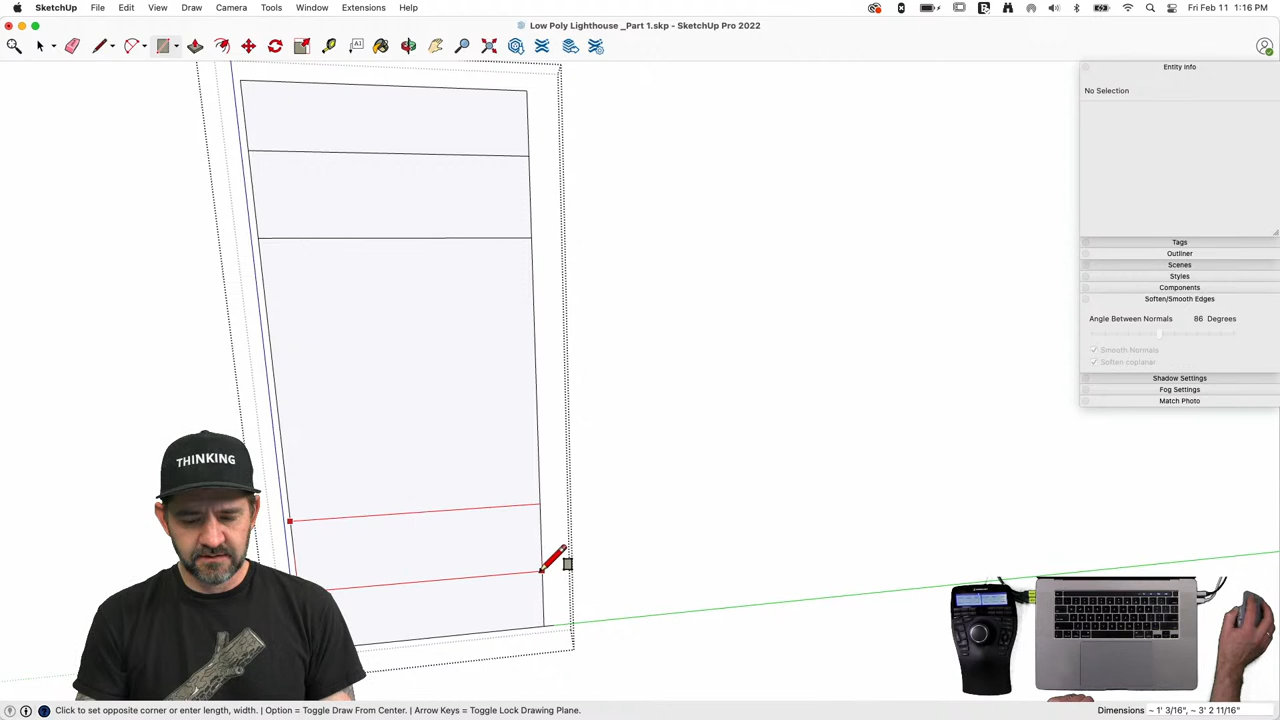 SketchUp File Edit View Draw Camera Tools Window Extensions Help
Fri Feb 11 1:16 PM
Low Poly Lighthouse _Part 1.skp - SketchUp Pro 2022
Entity Info
No Selection
Tags
Outliner
Scenes
Styles
Components
Soften/Smooth Edges
Angle Between Normals 86 Degrees
Smooth Normals
Soften coplanar
Shadow Settings
Fog Settings
Match Photo
THINKING
Click to set opposite corner or enter length, width. | Option = Toggle Draw From Center. | Arrow Keys = Toggle Lock Drawing Plane.
Dimensions ~ 1' 3/16", ~ 3' 2 11/16"